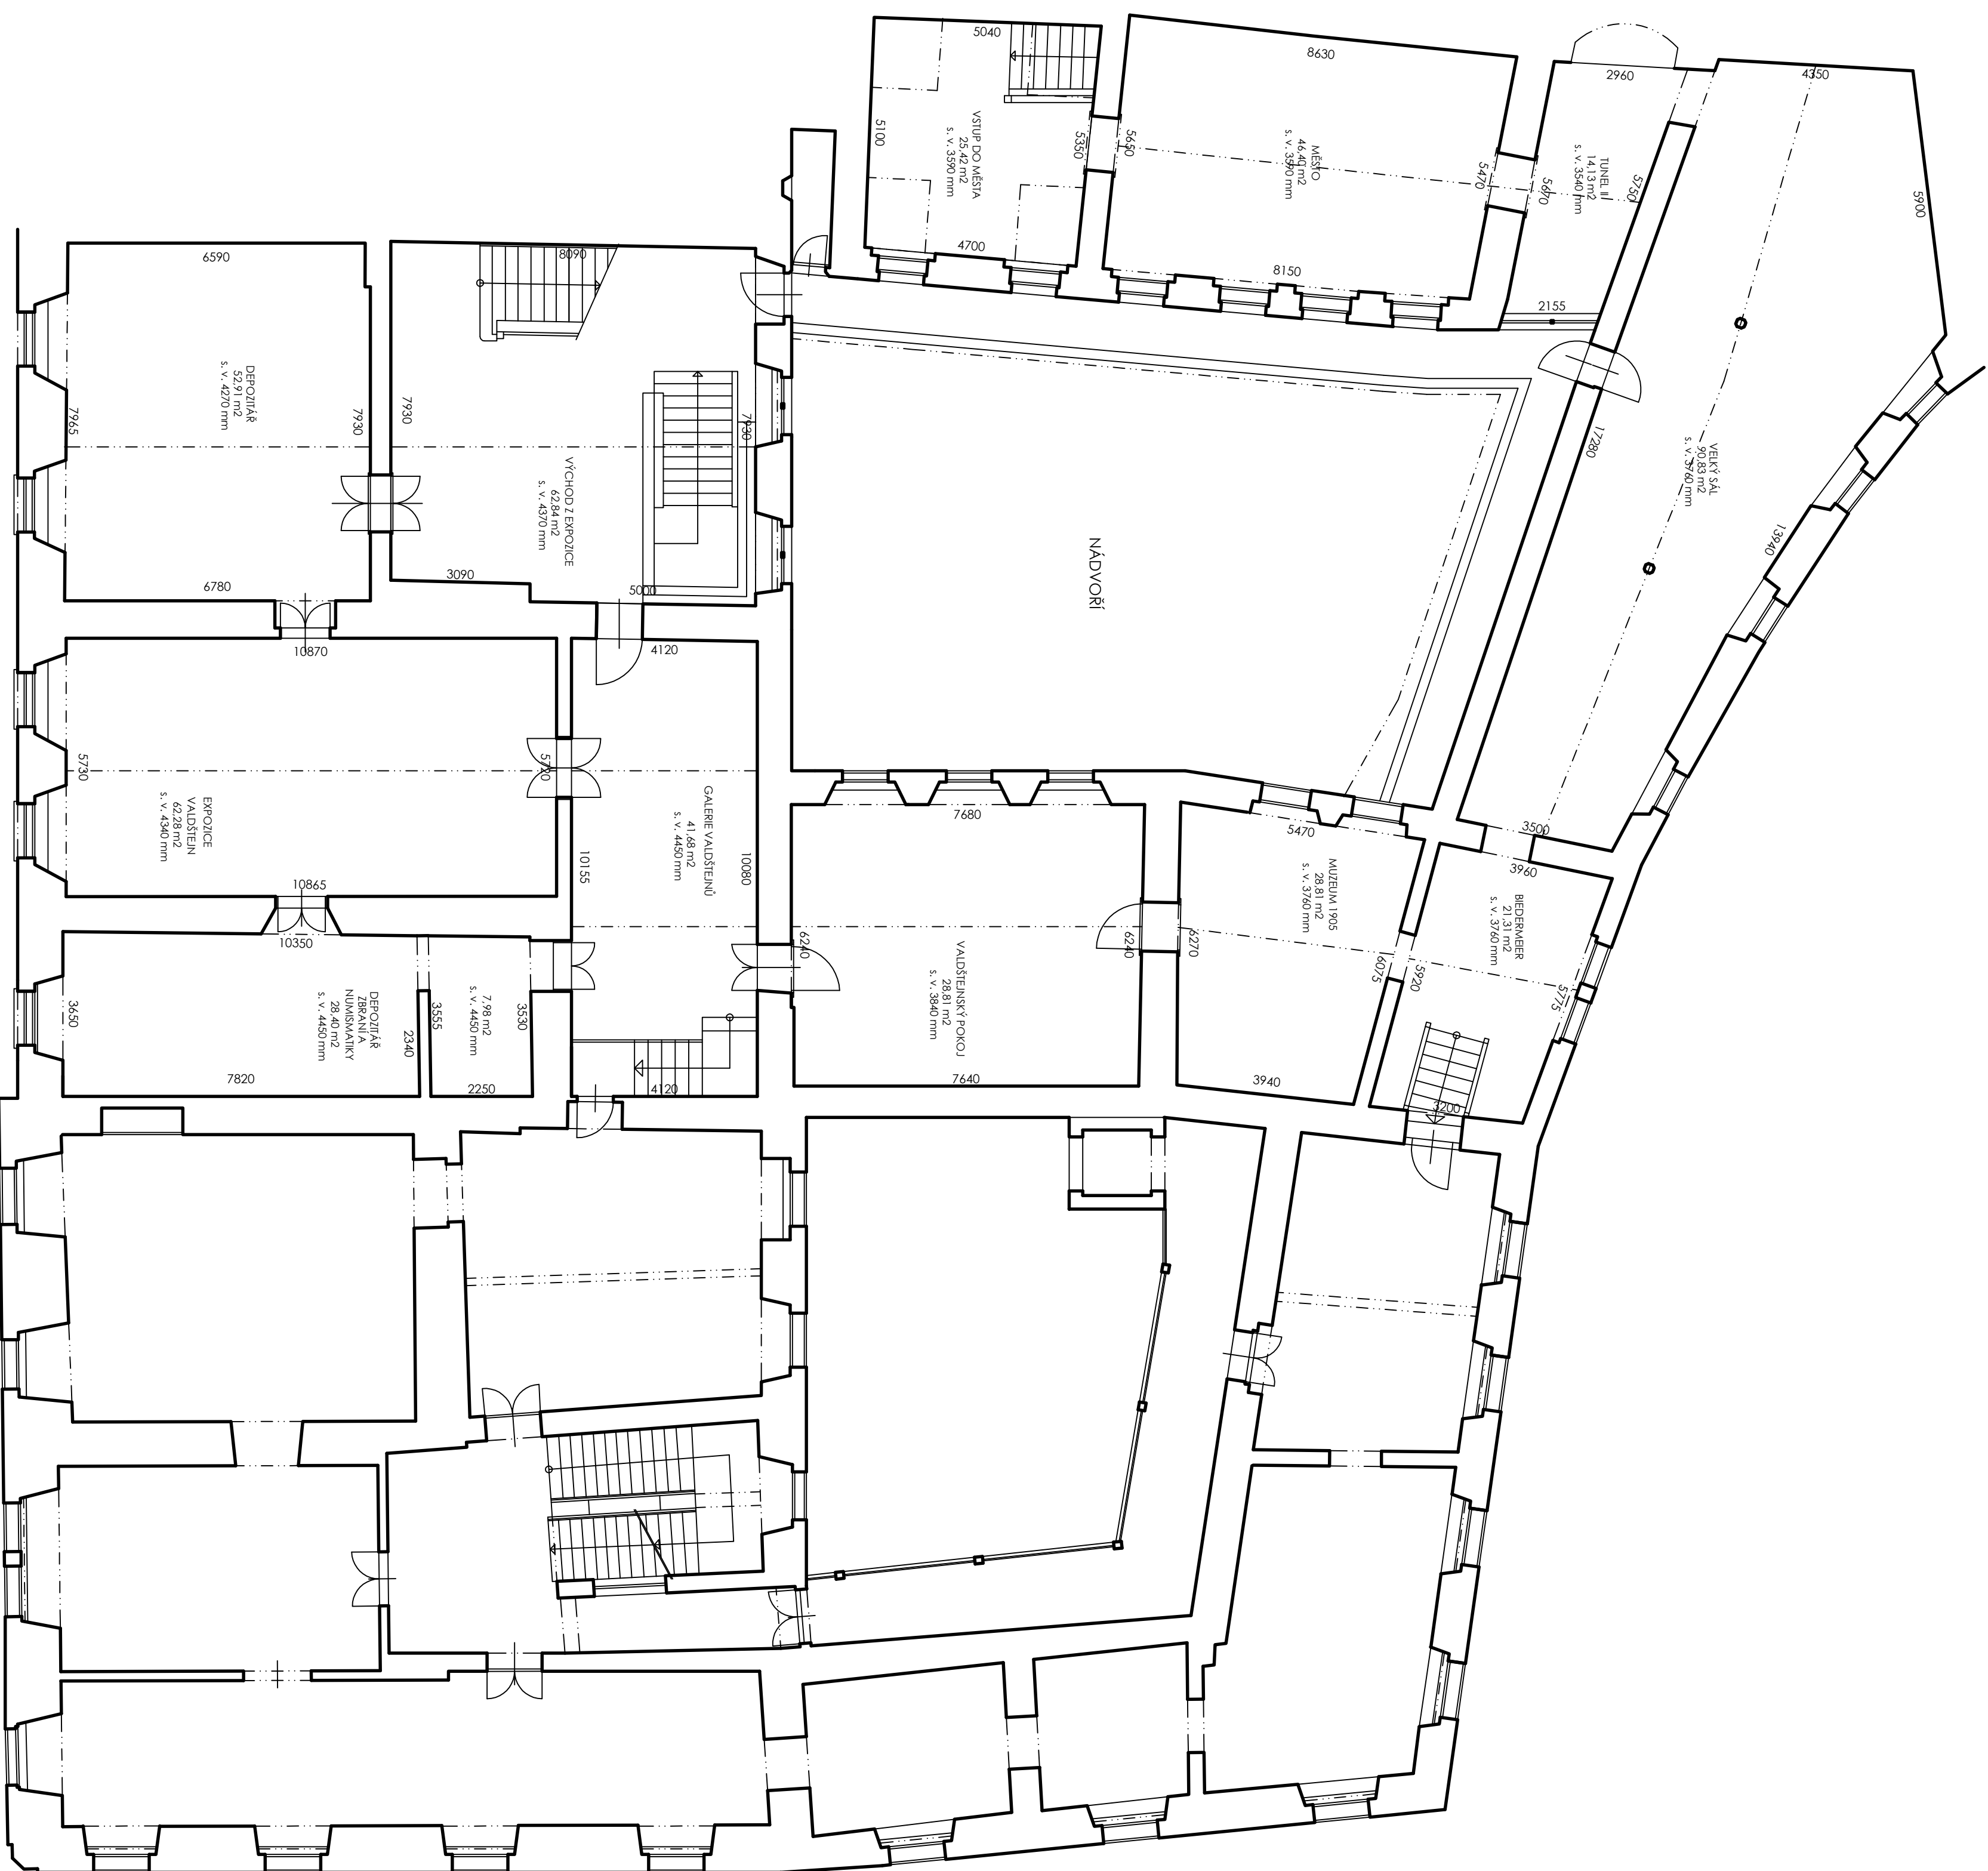 5040
VSTUP DO MĚSTA
25,42 m2
s. v. 3590 mm
5100
5350
4700
8630
5650
MĚSTO
46,40 m2
s. v. 3590 mm
5470
8150
2960
TUNEL II
14,13 m2
s. v. 3540 mm
5670
5750
2155
4350
5900
VELKÝ SÁL
90,83 m2
s. v. 3760 mm
17280
13940
3500
6590
DEPOZITÁŘ
52,91 m2
s. v. 4270 mm
7965
7930
6780
8090
7930
7930
VÝCHOD Z EXPOZICE
62,84 m2
s. v. 4370 mm
3090
5000
NÁDVOŘÍ
10870
5730
5720
EXPOZICE
VALDŠTEJN
62,28 m2
s. v. 4340 mm
10865
4120
GALERIE VALDŠTEJNŮ
41,68 m2
s. v. 4450 mm
10155
10080
4120
7680
6240
6240
VALDŠTEJNSKÝ POKOJ
28,81 m2
s. v. 3840 mm
7640
5470
MUZEUM 1905
28,81 m2
s. v. 3760 mm
6270
6075
3940
3960
BIEDERMEIER
21,31 m2
s. v. 3760 mm
5920
5775
3200
10350
3650
DEPOZITÁŘ
ZBRANÍ A
NUMISMATIKY
28,40 m2
s. v. 4450 mm
2340
7820
3555
7,98 m2
s. v. 4450 mm
3530
2250